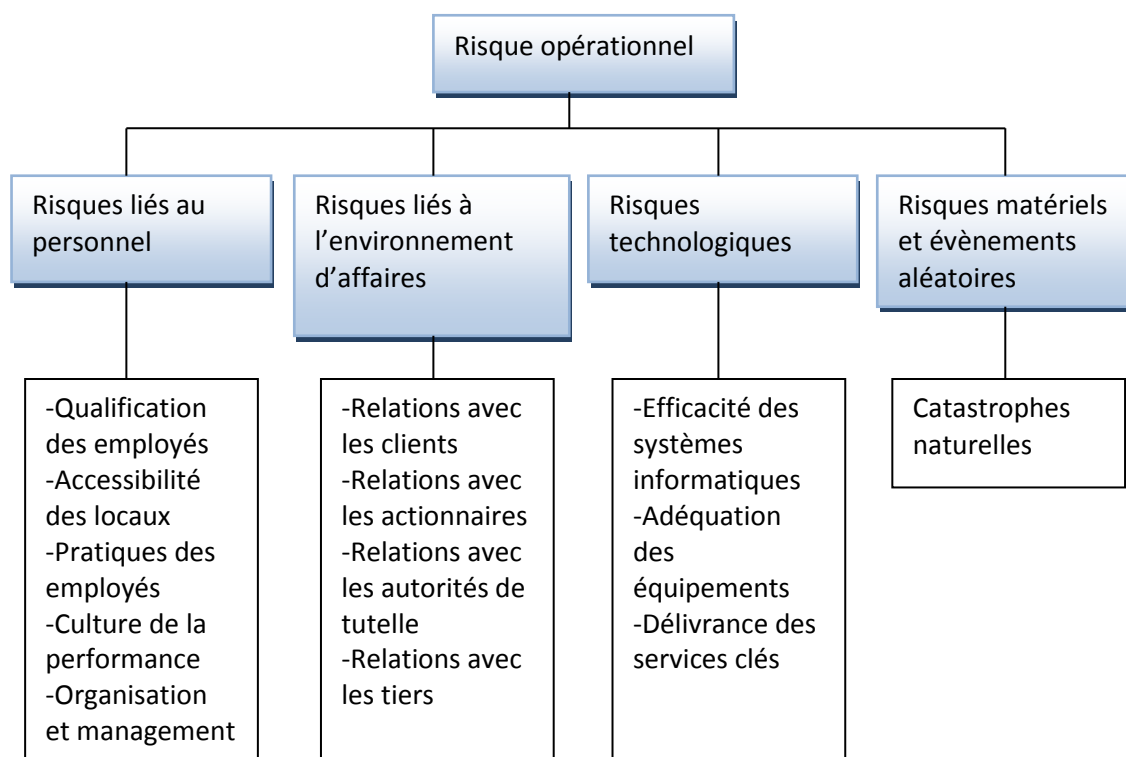 Risque opérationnel
Risques liés au
personnel
Risques liés à
l’environnement
d’affaires
Risques
technologiques
Risques matériels
et évènements
aléatoires
-Qualification
des employés
-Accessibilité
des locaux
-Pratiques des
employés
-Culture de la
performance
-Organisation
et management
-Relations avec
les clients
-Relations avec
les actionnaires
-Relations avec
les autorités de
tutelle
-Relations avec
les tiers
-Efficacité des
systèmes
informatiques
-Adéquation
des
équipements
-Délivrance des
services clés
Catastrophes
naturelles